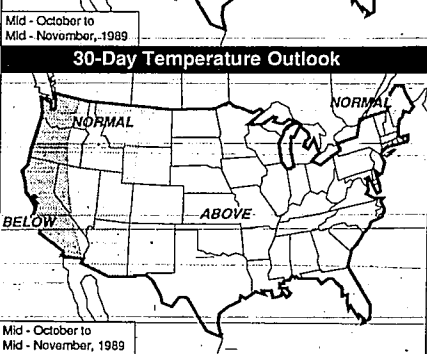 Mid - October to
Mid - November, 1989
30-Day Temperature Outlook
NORMAL
NORMAL
BELOW
ABOVE
Mid - October to
Mid - November, 1989